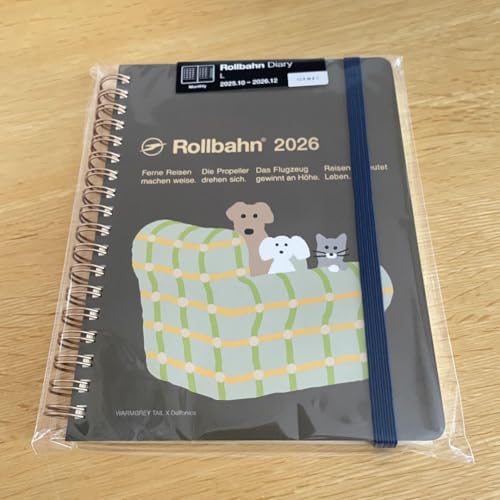 Rollbahn Diary
L
2025.10 - 2026.12
Monthly
Rollbahn® 2026
Ferne Reisen Die Propeller Das Flugzeug Reisen
machen weise. drehen sich. gewinnt an Höhe. Leben.
WARMGREY TAIL X Delfonics